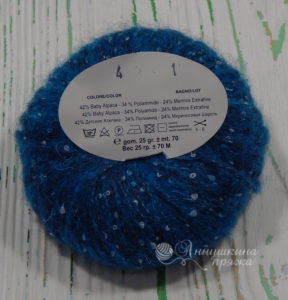 COLORE/COLOR
BAGNO/LOT
4
1
42% Baby Alpaca - 34 % Poliammide - 24% Merinos Extrafine
42% Baby Alpaca - 34% Polyamide - 24% Merinos Extrafine
42% Детская Альпака - 34% Полиамид - 24% Мериносовая Шерсть
℮ gom. 25 gr. ± mt. 70
Вес 25 гр. ± 70 М
5 - 6
Аннушкина
пряжа